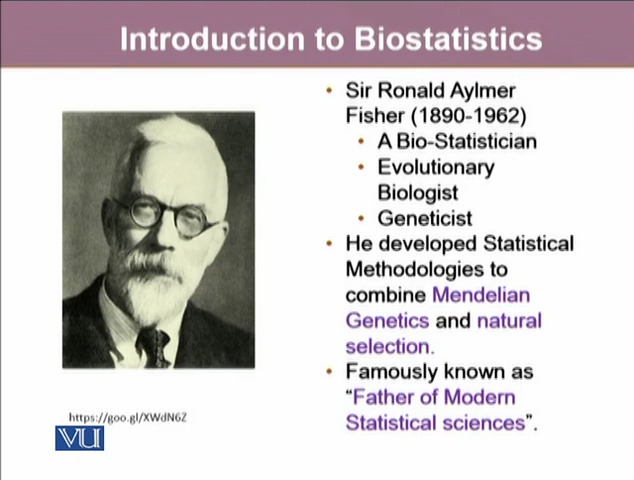 Introduction to Biostatistics
• Sir Ronald Aylmer
Fisher (1890-1962)
• A Bio-Statistician
• Evolutionary
Biologist
• Geneticist
• He developed Statistical
Methodologies to
combine Mendelian
Genetics and natural
selection.
• Famously known as
“Father of Modern
Statistical sciences”.
https://goo.gl/XWdN6Z
VU